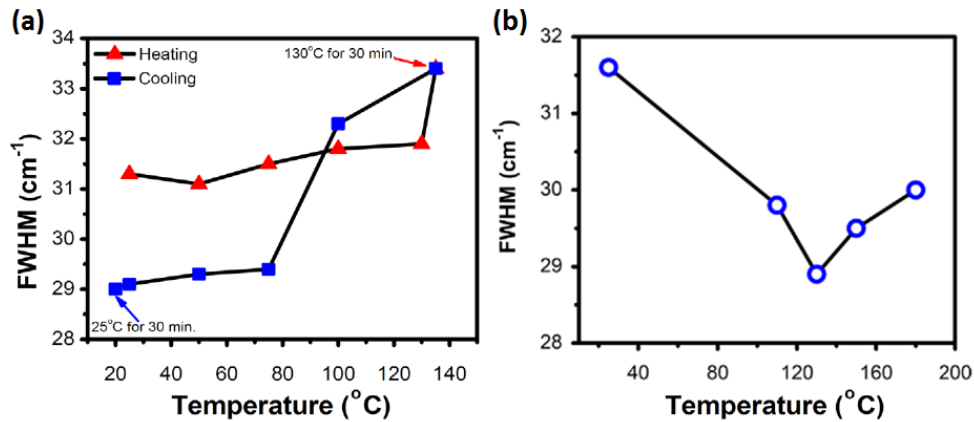 (a)
34
33
32
31
30
29
28
FWHM (cm-1)
Heating
Cooling
130°C for 30 min.
25°C for 30 min.
20 40 60 80 100 120 140
Temperature (°C)
(b)
32
31
30
29
28
FWHM (cm-1)
40 80 120 160 200
Temperature (°C)